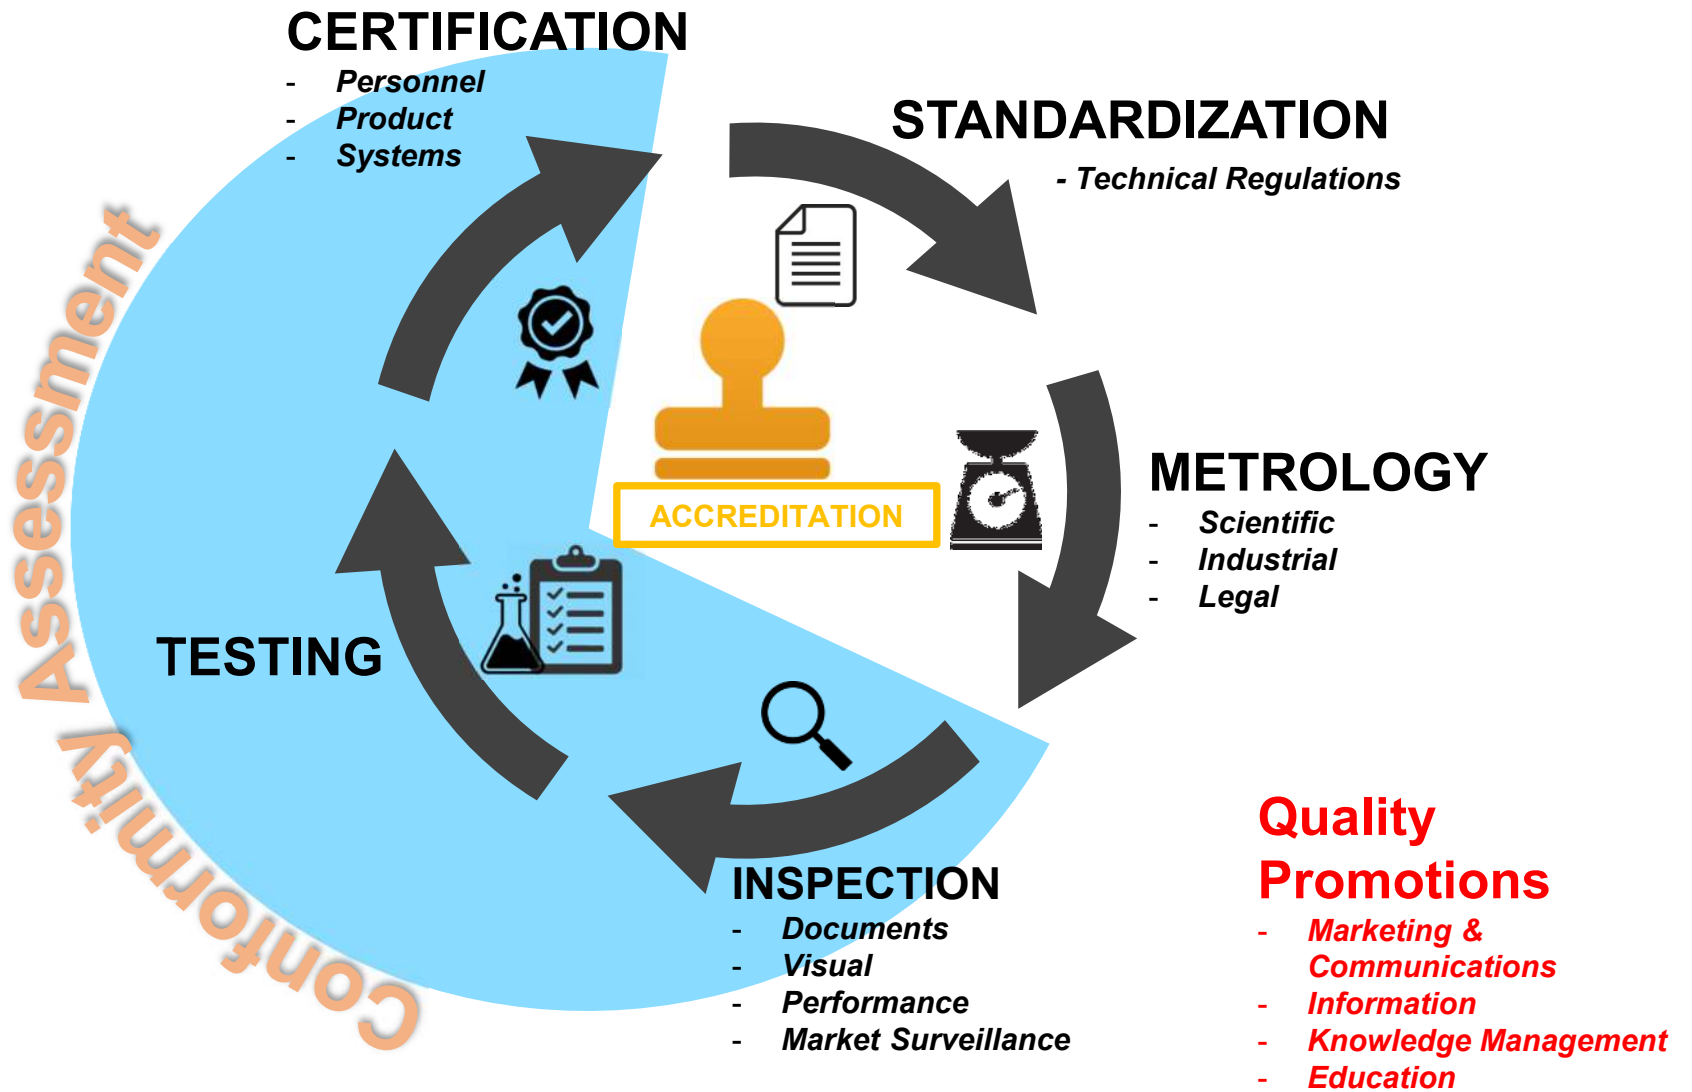 CERTIFICATION
- Personnel
- Product
- Systems
STANDARDIZATION
- Technical Regulations
Conformity Assessment
ACCREDITATION
METROLOGY
- Scientific
- Industrial
- Legal
TESTING
INSPECTION
- Documents
- Visual
- Performance
- Market Surveillance
Quality
Promotions
- Marketing &
Communications
- Information
- Knowledge Management
- Education